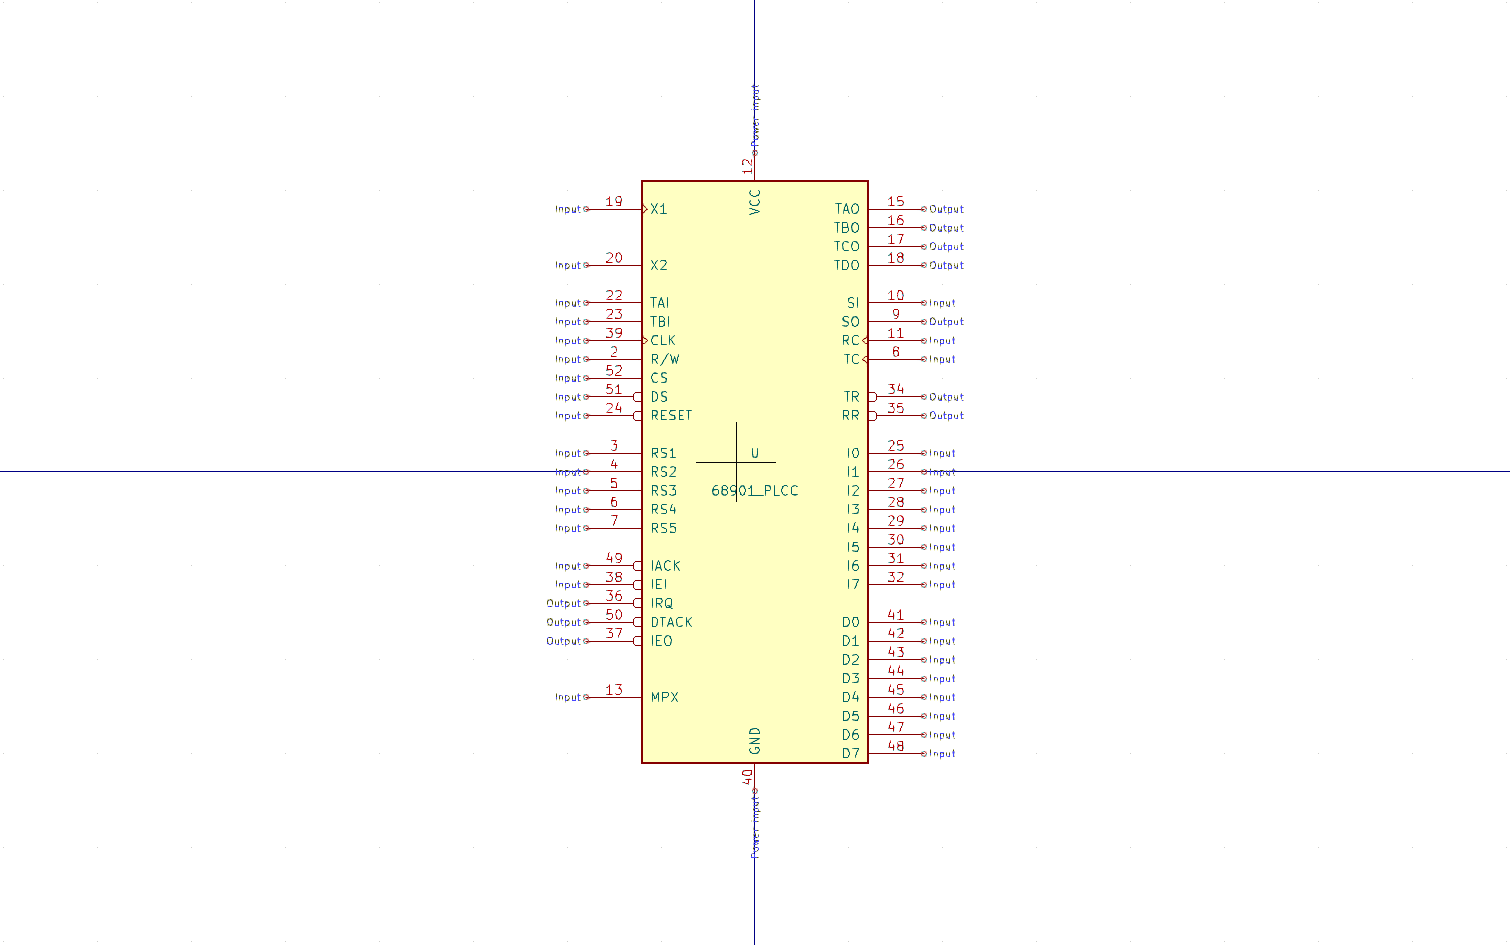 Power input
12
VCC
Input 19 X1 TAO 15 Output
TBO 16 Output
TCO 17 Output
Input 20 X2 TDO 18 Output
Input 22 TAI SI 10 Input
Input 23 TBI SO 9 Output
Input 39 CLK RC 11 Input
Input 2 R/W TC 8 Input
Input 52 CS
Input 51 DS TR 34 Output
Input 24 RESET RR 35 Output
Input 3 RS1 U I0 25 Input
Input 4 RS2 I1 26 Input
Input 5 RS3 68901_PLCC I2 27 Input
Input 6 RS4 I3 28 Input
Input 7 RS5 I4 29 Input
I5 30 Input
Input 49 IACK I6 31 Input
Input 38 IEI I7 32 Input
Output 36 IRQ
Output 50 DTACK D0 41 Input
Output 37 IEO D1 42 Input
D2 43 Input
D3 44 Input
Input 13 MPX D4 45 Input
D5 46 Input
D6 47 Input
D7 48 Input
GND
40
Power input